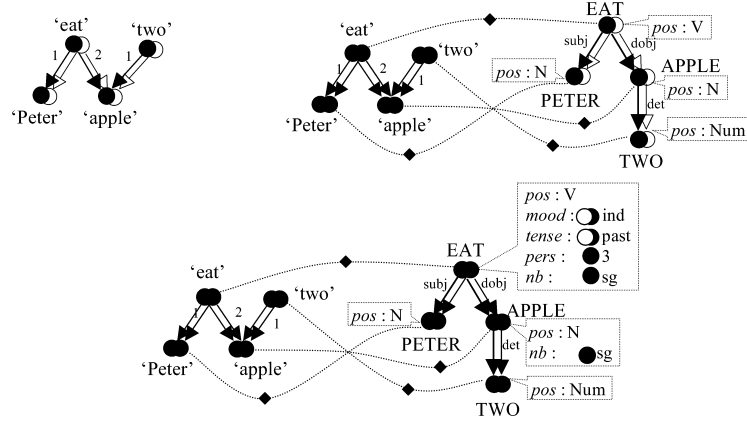 ‘eat’
‘two’
1
2
1
‘Peter’
‘apple’
‘eat’
‘two’
1
2
1
‘Peter’
‘apple’
EAT
pos : V
subj
dobj
pos : N
PETER
APPLE
pos : N
det
pos : Num
TWO
‘eat’
‘two’
1
2
1
‘Peter’
‘apple’
EAT
pos : V
mood : ind
tense : past
pers : 3
nb : sg
subj
dobj
pos : N
PETER
APPLE
pos : N
nb : sg
det
pos : Num
TWO